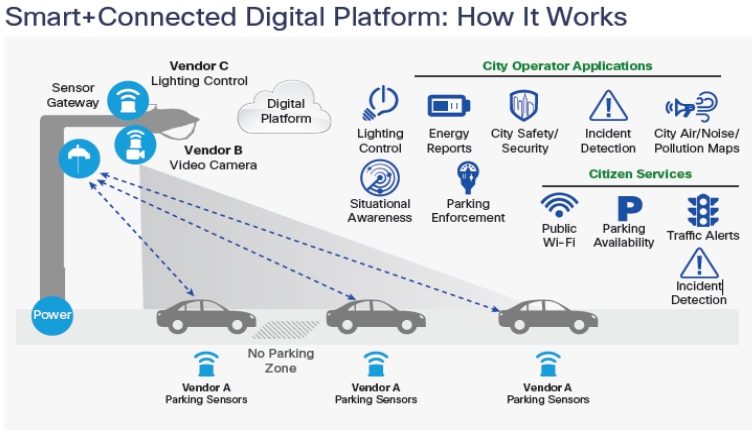 Smart+Connected Digital Platform: How It Works
Vendor C
Lighting Control
Sensor
Gateway
Digital
Platform
Vendor B
Video Camera
City Operator Applications
Lighting
Control
Energy
Reports
City Safety/
Security
Incident
Detection
City Air/Noise/
Pollution Maps
Situational
Awareness
Parking
Enforcement
Citizen Services
Public
Wi-Fi
P
Parking
Availability
Traffic Alerts
Incident
Detection
Power
No Parking
Zone
Vendor A
Parking Sensors
Vendor A
Parking Sensors
Vendor A
Parking Sensors